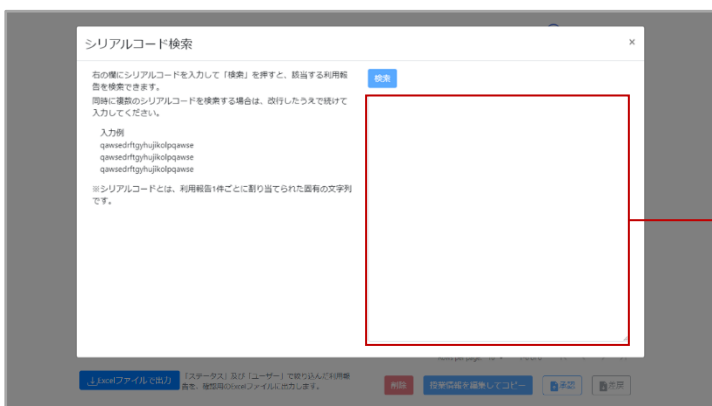 シリアルコード検索
×
右の欄にシリアルコードを入力して「検索」を押すと、該当する利用報
告を検索できます。
同時に複数のシリアルコードを検索する場合は、改行したうえで続けて
入力してください。
入力例
qawsedrftgyhujikolpqawse
qawsedrftgyhujikolpqawse
qawsedrftgyhujikolpqawse
※シリアルコードとは、利用報告1件ごとに割り当てられた固有の文字列
です。
検索
Excelファイルで出力
「ステータス」及び「ユーザー」で絞り込んだ利用報
告を、確認用のExcelファイルに出力します。
削除
授業情報を編集してコピー
承認